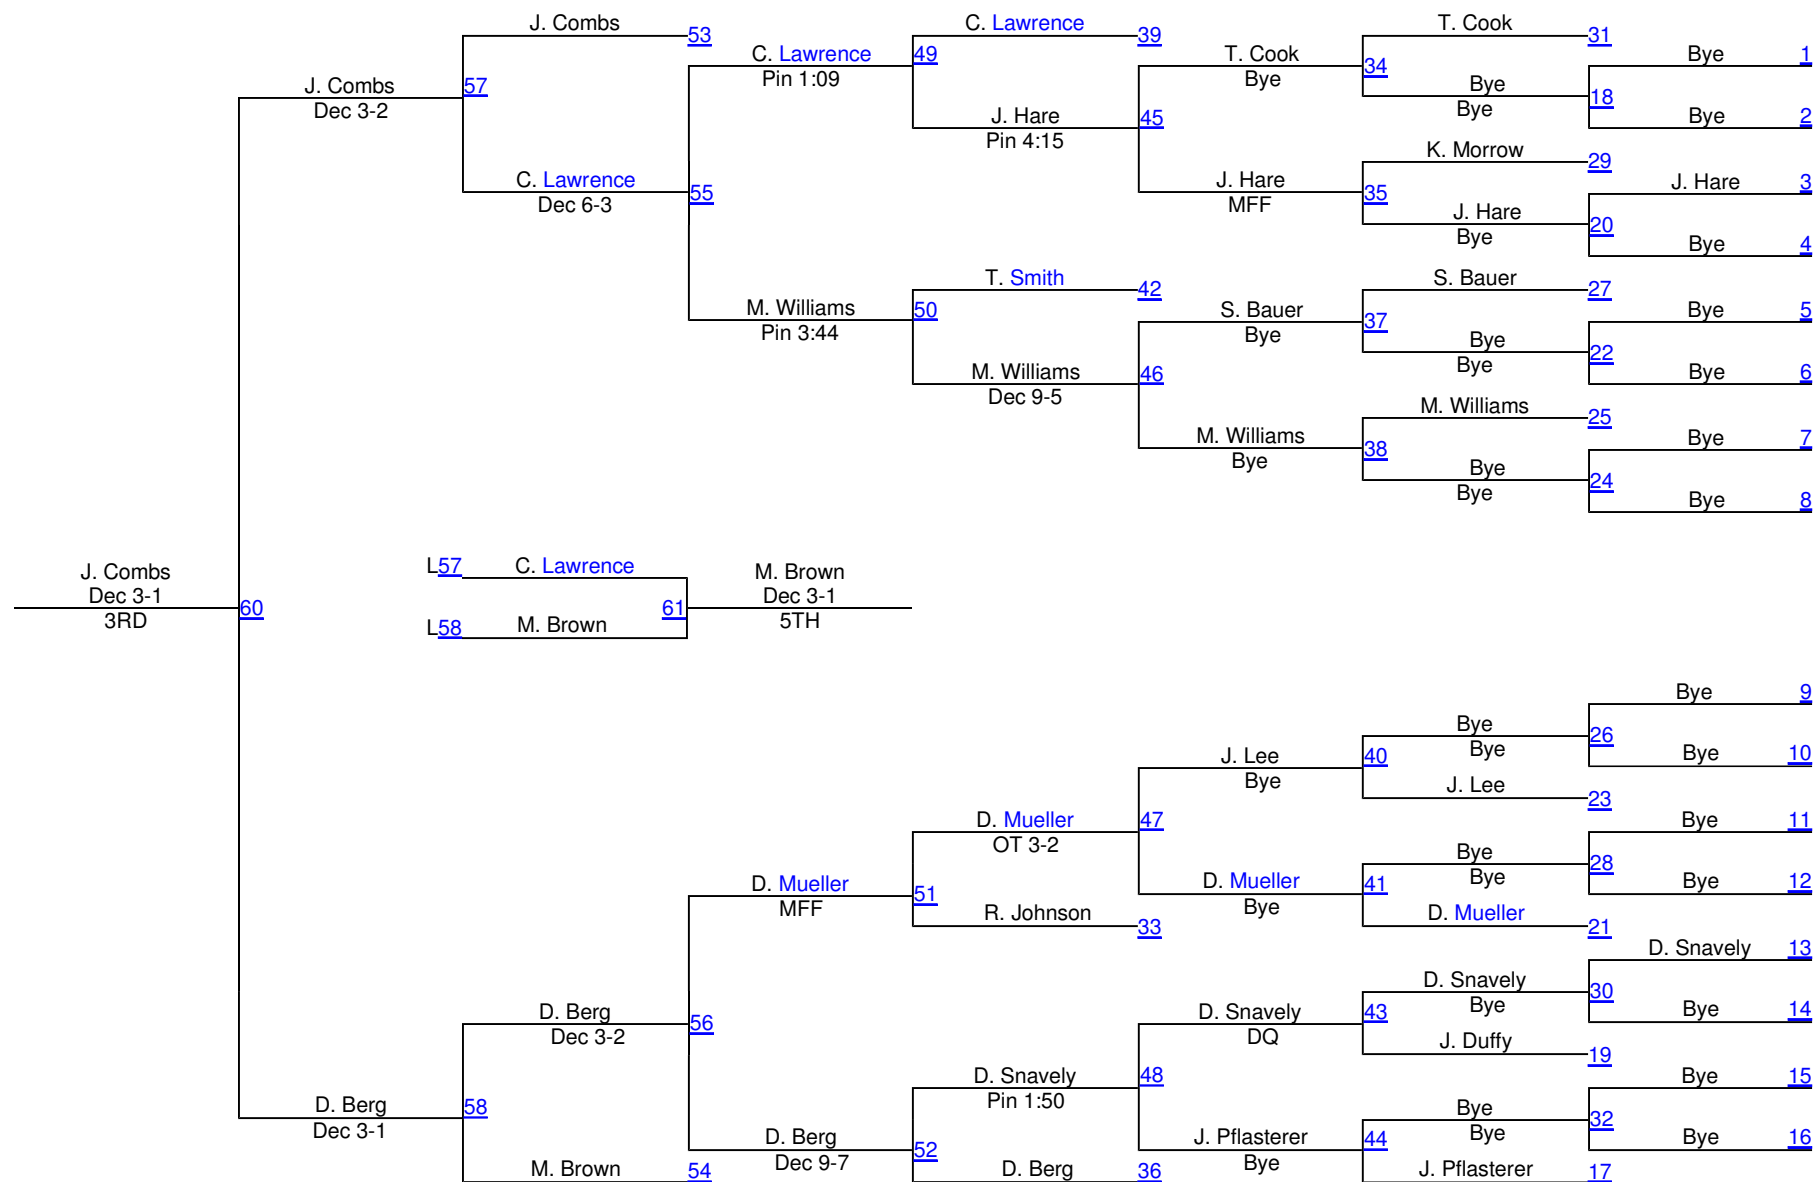 J. Combs 53
C. Lawrence 39
T. Cook 31
C. Lawrence 49
Pin 1:09
T. Cook 34
Bye
Bye 1
J. Combs 57
Dec 3-2
Bye 18
Bye
J. Hare 45
Pin 4:15
Bye 2
K. Morrow 29
C. Lawrence 55
Dec 6-3
J. Hare 35
MFF
J. Hare 3
J. Hare 20
Bye
Bye 4
T. Smith 42
S. Bauer 27
M. Williams 50
Pin 3:44
S. Bauer 37
Bye
Bye 5
Bye 22
Bye
M. Williams 46
Dec 9-5
Bye 6
M. Williams 25
M. Williams 38
Bye
Bye 7
Bye 24
Bye
Bye 8
J. Combs
Dec 3-1 60
3RD
L57 C. Lawrence
M. Brown
61 Dec 3-1
5TH
L58 M. Brown
Bye 9
J. Lee 40
Bye
Bye 26
Bye
Bye 10
J. Lee 23
D. Mueller 47
OT 3-2
Bye 11
Bye 28
Bye
D. Mueller 51
MFF
D. Mueller 41
Bye
Bye 12
R. Johnson 33
D. Mueller 21
D. Snavely 13
D. Snavely 30
Bye
D. Berg 56
Dec 3-2
D. Snavely 43
DQ
Bye 14
J. Duffy 19
D. Snavely 48
Pin 1:50
Bye 15
D. Berg 58
Dec 3-1
Bye 32
Bye
D. Berg 52
Dec 9-7
J. Pflasterer 44
Bye
Bye 16
M. Brown 54
D. Berg 36
J. Pflasterer 17